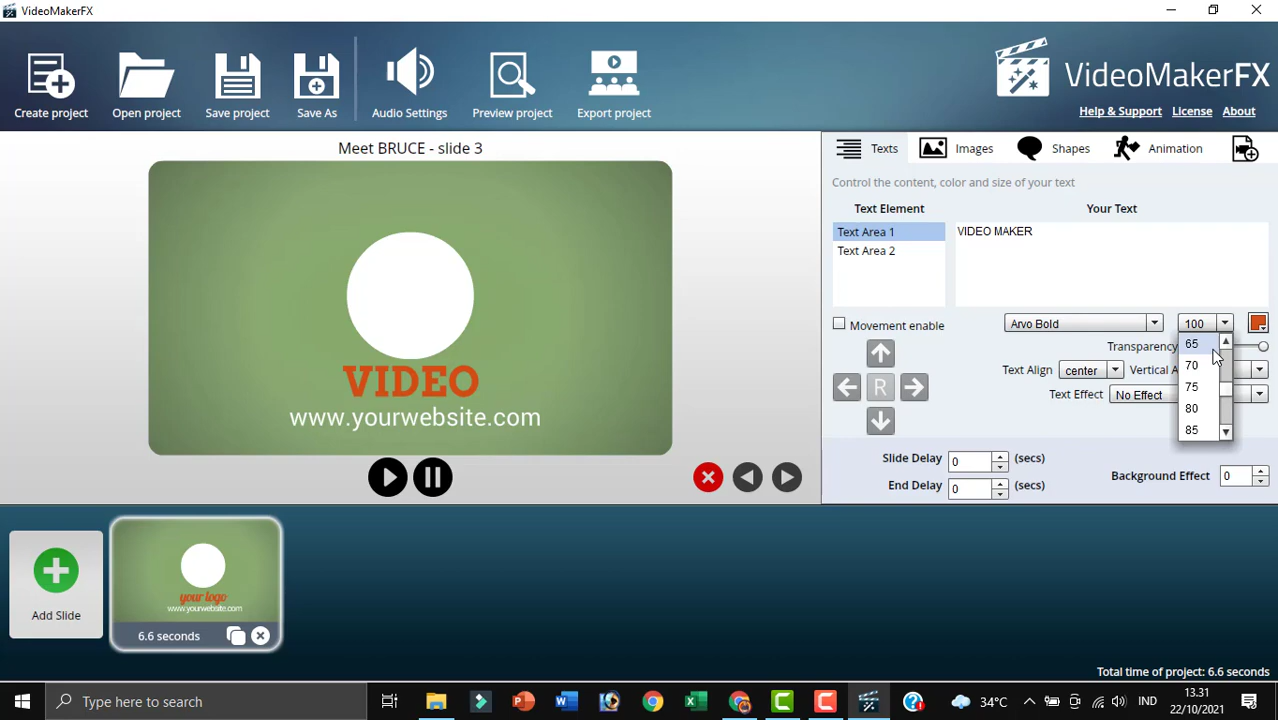 VideoMakerFX
Create project
Open project
Save project
Save As
Audio Settings
Preview project
Export project
VideoMakerFX
Help & Support
License
About
Meet BRUCE - slide 3
VIDEO
www.yourwebsite.com
Texts
Images
Shapes
Animation
Control the content, color and size of your text
Text Element
Your Text
Text Area 1
Text Area 2
VIDEO MAKER
Movement enable
Arvo Bold
100
Transparency
R
Text Align
center
Vertical A
Text Effect
No Effect
65
70
75
80
85
Slide Delay
0
(secs)
End Delay
0
(secs)
Background Effect
0
Add Slide
your logo
www.yourwebsite.com
6.6 seconds
Total time of project: 6.6 seconds
Type here to search
34°C
IND
13.31
22/10/2021